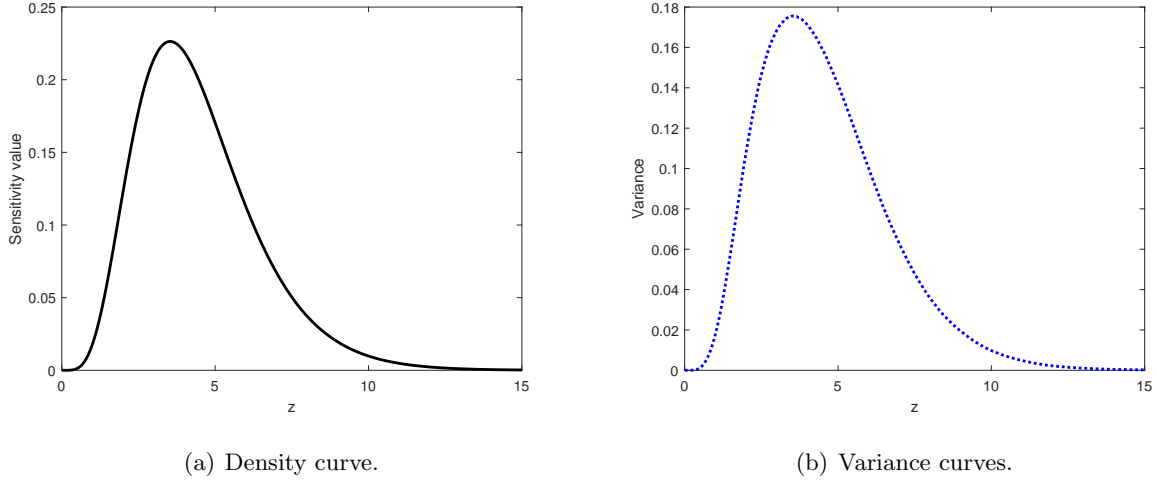 0.25
0.2
0.15
0.1
0.05
0
Sensitivity value
0 5 10 15
z
(a) Density curve.
0.18
0.16
0.14
0.12
0.1
0.08
0.06
0.04
0.02
0
Variance
0 5 10 15
z
(b) Variance curves.